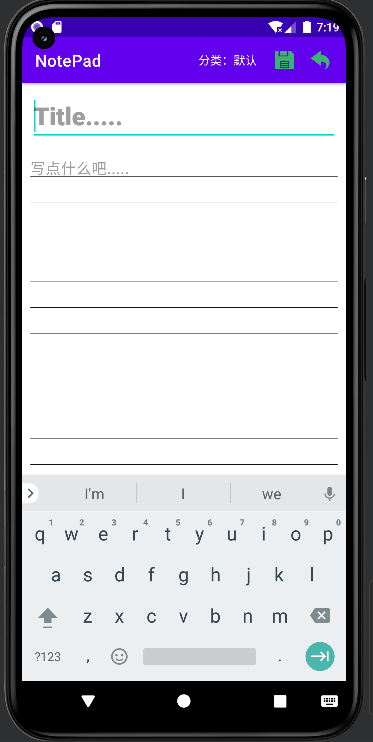 7:19
NotePad 分类：默认
Title.....
写点什么吧.....
I'm I we
1 2 3 4 5 6 7 8 9 0
q w e r t y u i o p
a s d f g h j k l
z x c v b n m
?123 , .